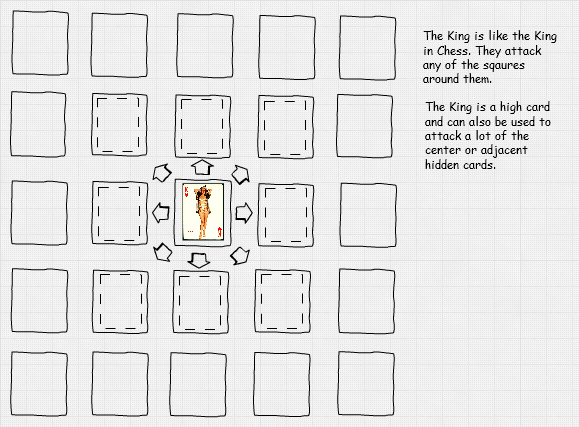 The King is like the King
in Chess. They attack
any of the sqaures
around them.
The King is a high card
and can also be used to
attack a lot of the
center or adjacent
hidden cards.
K
K